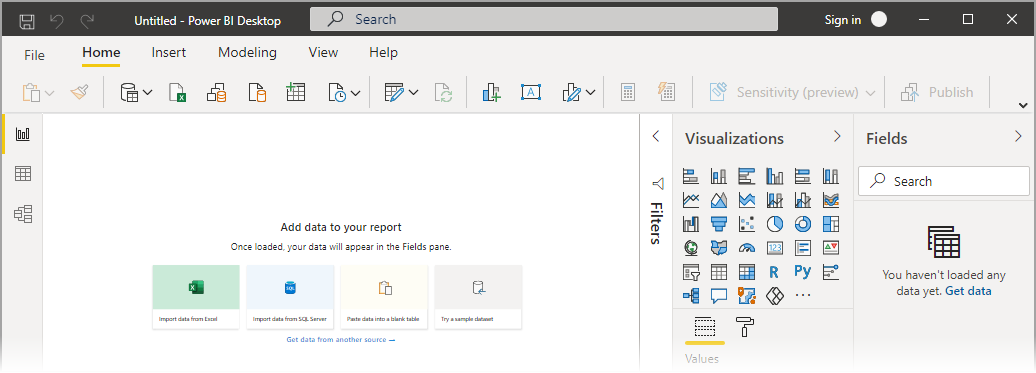 Untitled - Power BI Desktop
Search
Sign in
File
Home
Insert
Modeling
View
Help
Sensitivity (preview)
Publish
Filters
Visualizations
Fields
Search
Add data to your report
Once loaded, your data will appear in the Fields pane.
Import data from Excel
SQL
Import data from SQL Server
Paste data into a blank table
Try a sample dataset
Get data from another source →
123
R
Py
You haven't loaded any
data yet. Get data
Values